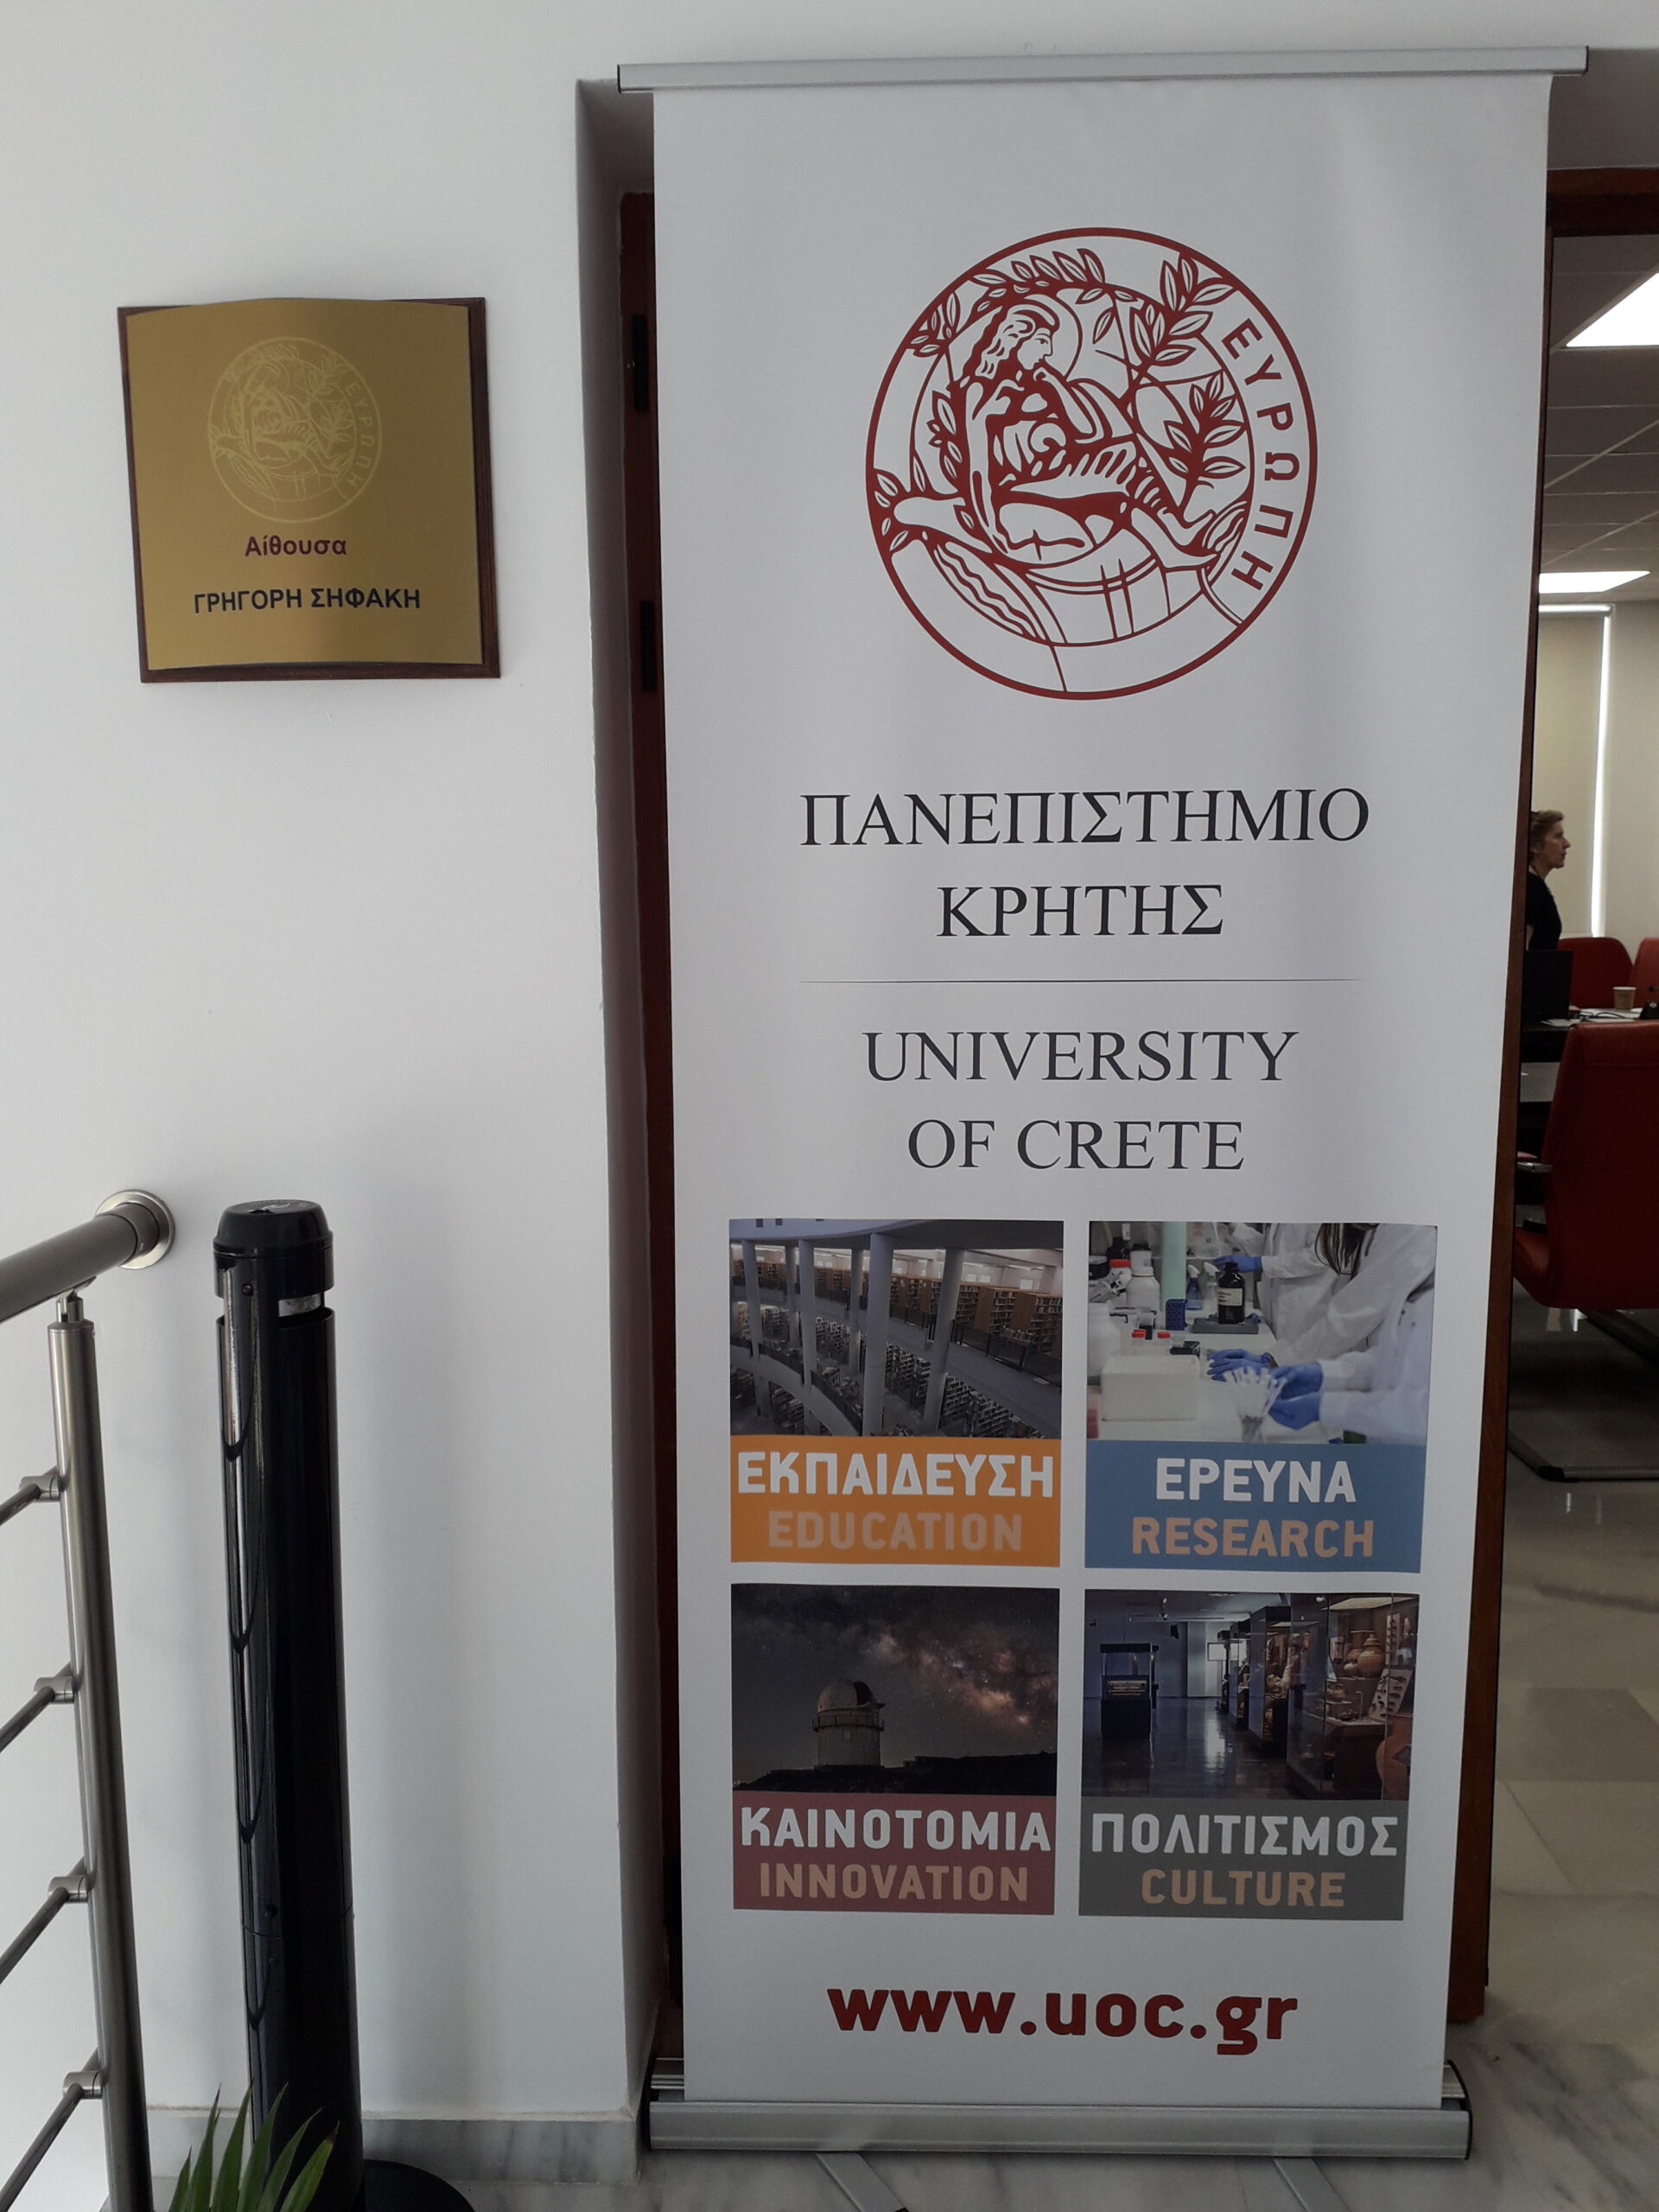 ΕΥΡΩΠΗ
Αίθουσα
ΓΡΗΓΟΡΗ ΣΗΦΑΚΗ
ΕΥΡΩΠΗ
ΠΑΝΕΠΙΣΤΗΜΙΟ
ΚΡΗΤΗΣ
UNIVERSITY
OF CRETE
ΕΚΠΑΙΔΕΥΣΗ
EDUCATION
ΕΡΕΥΝΑ
RESEARCH
ΚΑΙΝΟΤΟΜΙΑ
INNOVATION
ΠΟΛΙΤΙΣΜΟΣ
CULTURE
www.uoc.gr